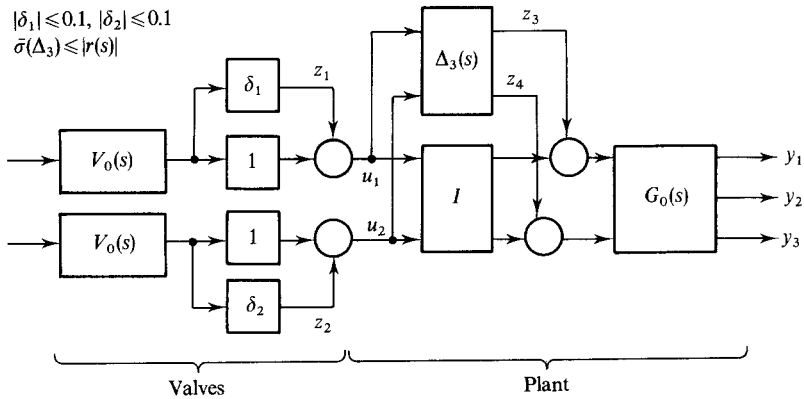 |δ₁| ⩽ 0.1, |δ₂| ⩽ 0.1
σ̄(Δ₃) ⩽ |r(s)|
δ₁
z₁
Δ₃(s)
z₃
z₄
V₀(s)
1
u₁
I
G₀(s)
y₁
y₂
y₃
V₀(s)
1
u₂
δ₂
z₂
Valves
Plant